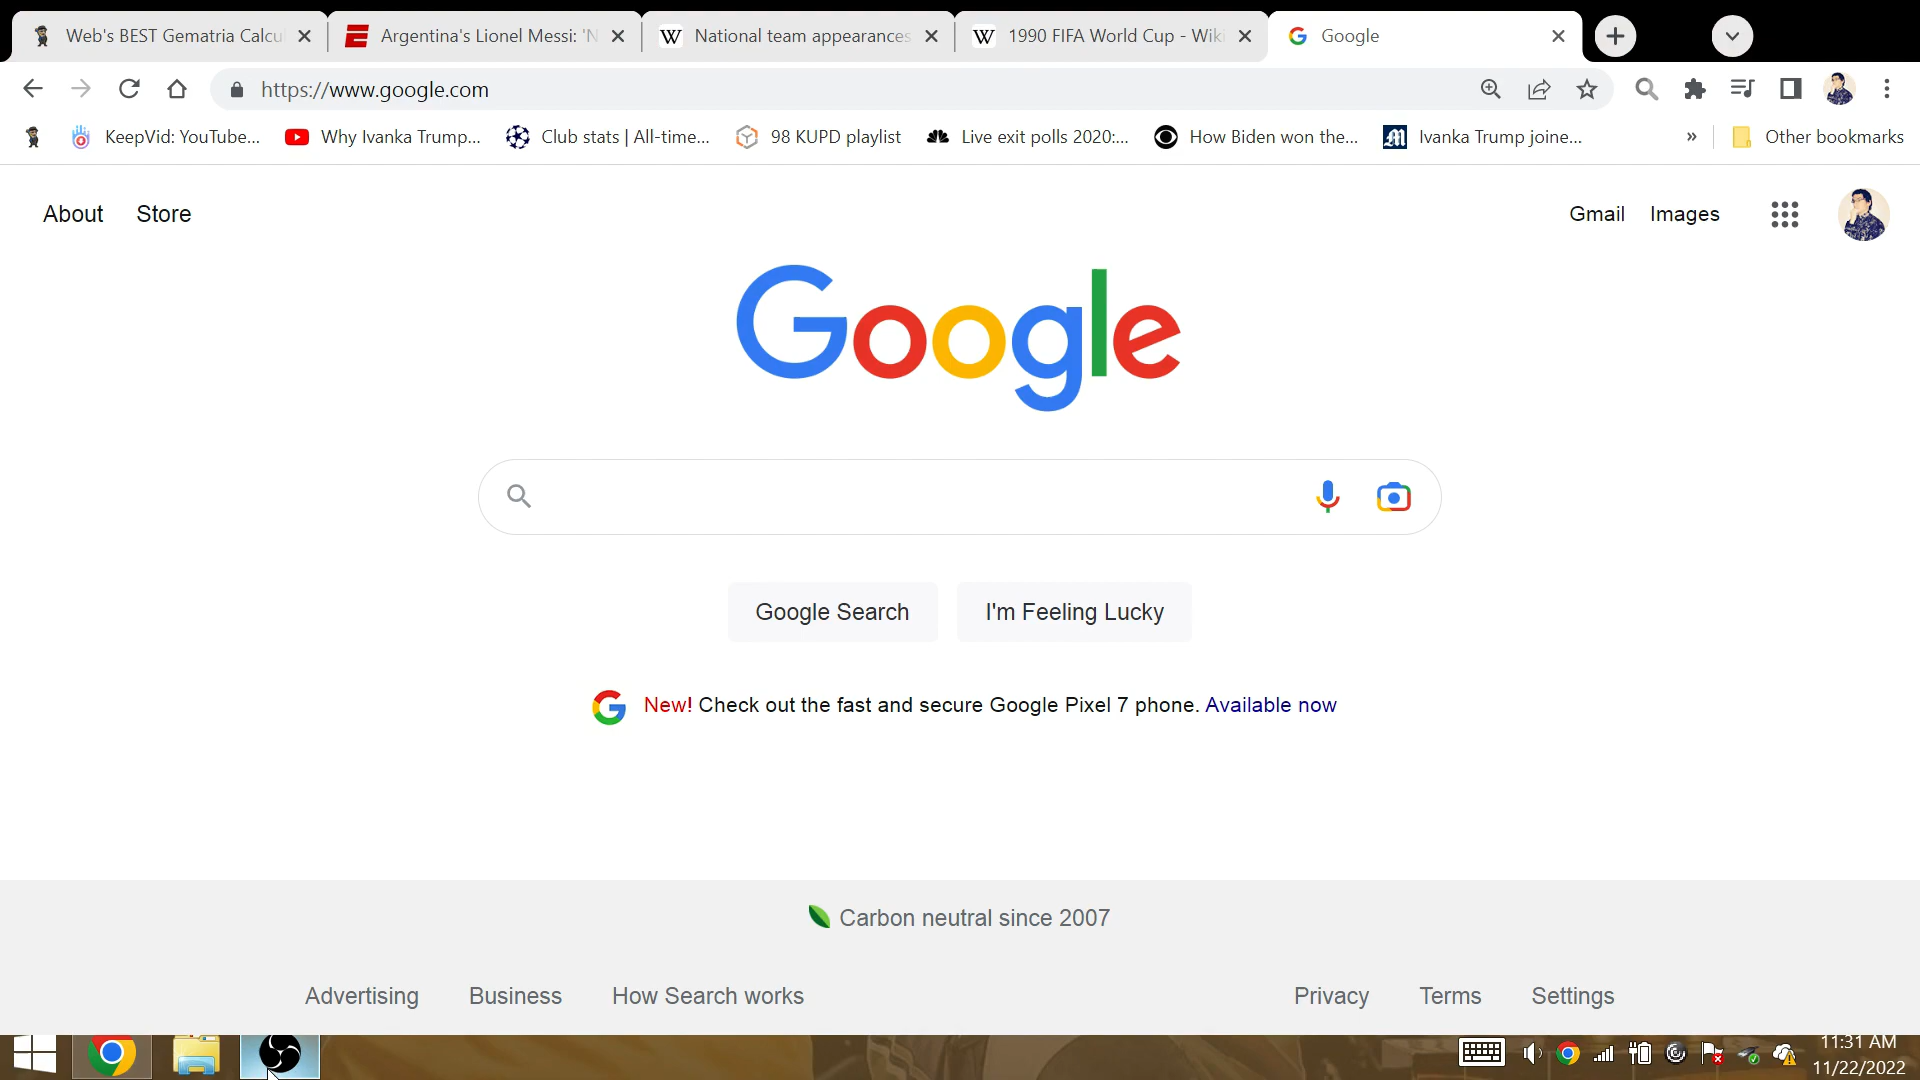 Web's BEST Gematria Calcu
Argentina's Lionel Messi: 'N
National team appearances
1990 FIFA World Cup - Wiki
Google
https://www.google.com
KeepVid: YouTube...
Why Ivanka Trump...
Club stats | All-time...
98 KUPD playlist
Live exit polls 2020:...
How Biden won the...
Ivanka Trump joine...
»
Other bookmarks
About
Store
Gmail
Images
Google
Google Search
I'm Feeling Lucky
New! Check out the fast and secure Google Pixel 7 phone. Available now
Carbon neutral since 2007
Advertising
Business
How Search works
Privacy
Terms
Settings
11:31 AM
11/22/2022